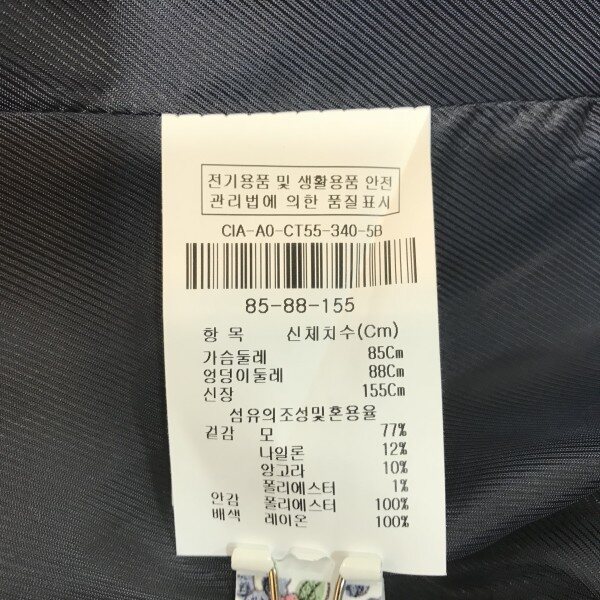 전기용품 및 생활용품 안전
관리법에 의한 품질표시
CIA-A0-CT55-340-5B
85-88-155
항 목 신체치수(Cm)
가슴둘레 85Cm
엉덩이둘레 88Cm
신장 155Cm
섬유의조성및혼용율
겉감 모 77%
나일론 12%
앙고라 10%
폴리에스터 1%
안감 폴리에스터 100%
배색 레이온 100%